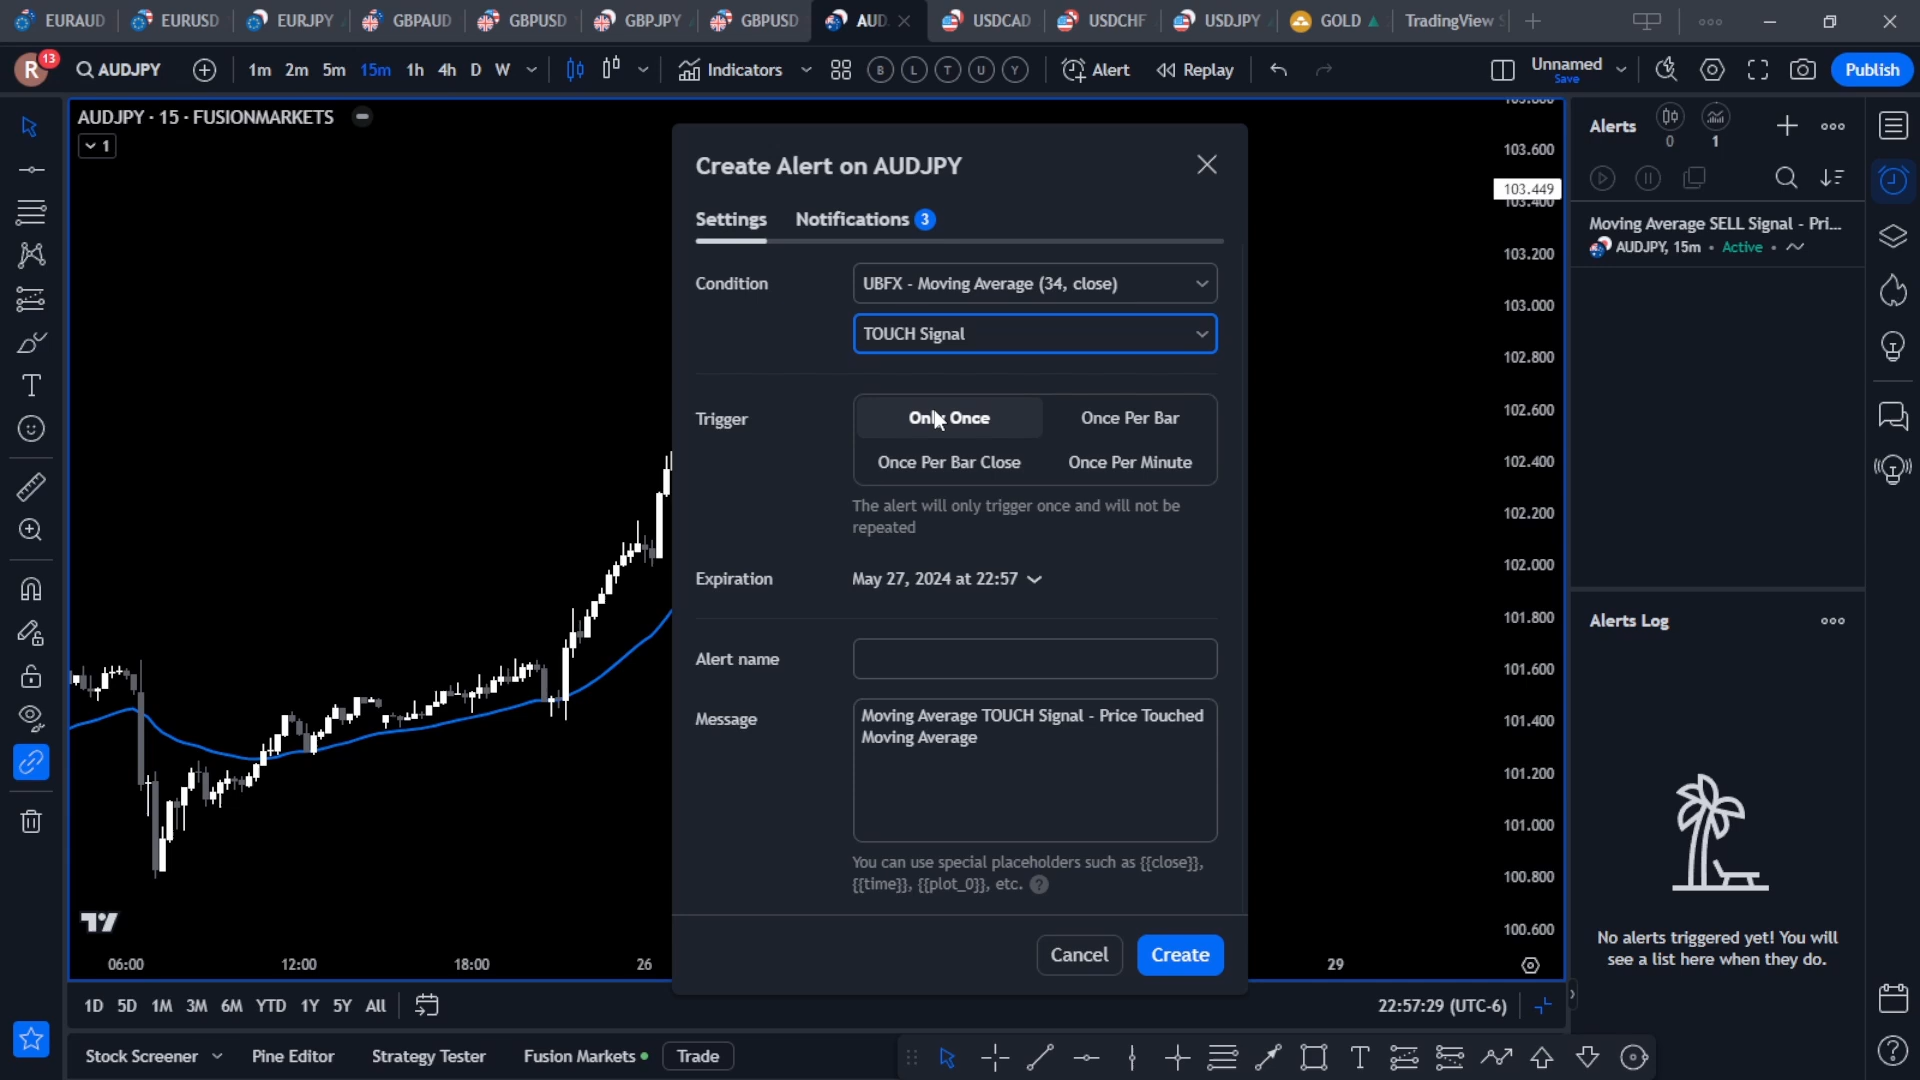 EURAUD EURUSD EURJPY GBPAUD GBPUSD GBPJPY GBPUSD AUD USDCAD USDCHF USDJPY GOLD TradingView
R 13 AUDJPY 1m 2m 5m 15m 1h 4h D W Indicators B L T U Y Alert Replay Unnamed Save Publish
AUDJPY · 15 · FUSIONMARKETS
1
Create Alert on AUDJPY
Settings Notifications 3
Condition UBFX - Moving Average (34, close)
TOUCH Signal
Trigger Only Once Once Per Bar
Once Per Bar Close Once Per Minute
The alert will only trigger once and will not be
repeated
Expiration May 27, 2024 at 22:57
Alert name
Message Moving Average TOUCH Signal - Price Touched
Moving Average
You can use special placeholders such as {{close}},
{{time}}, {{plot_0}}, etc. ?
Cancel Create
103.600
103.449
103.400
103.200
103.000
102.800
102.600
102.400
102.200
102.000
101.800
101.600
101.400
101.200
101.000
100.800
100.600
Alerts 0 1
Moving Average SELL Signal - Pri...
AUDJPY, 15m • Active •
Alerts Log
No alerts triggered yet! You will
see a list here when they do.
06:00 12:00 18:00 26 29
1D 5D 1M 3M 6M YTD 1Y 5Y All 22:57:29 (UTC-6)
Stock Screener Pine Editor Strategy Tester Fusion Markets Trade